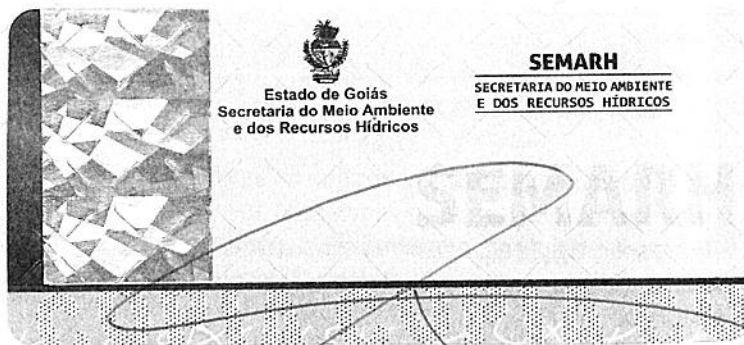 Estado de Goiás
Secretaria do Meio Ambiente
e dos Recursos Hídricos
SEMARH
SECRETARIA DO MEIO AMBIENTE
E DOS RECURSOS HÍDRICOS